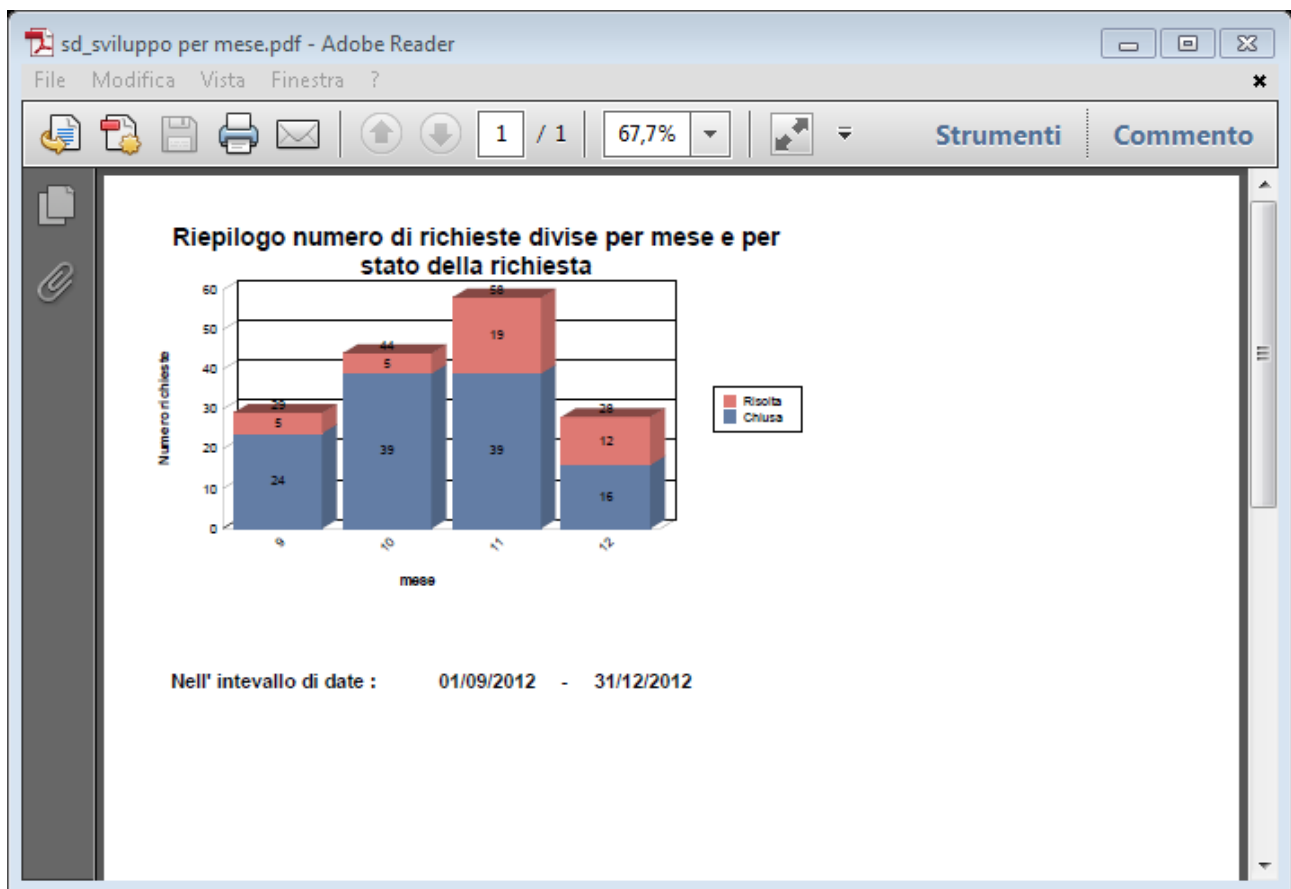 sd_sviluppo per mese.pdf - Adobe Reader
File Modifica Vista Finestra ?
1 / 1 67,7% Strumenti Commento
Riepilogo numero di richieste divise per mese e per
stato della richiesta
Numero richieste
60
50
40
30
20
10
0
29
5
24
44
5
39
58
19
39
28
12
16
9 10 11 12
mese
Risolta
Chiusa
Nell' intevallo di date : 01/09/2012 - 31/12/2012